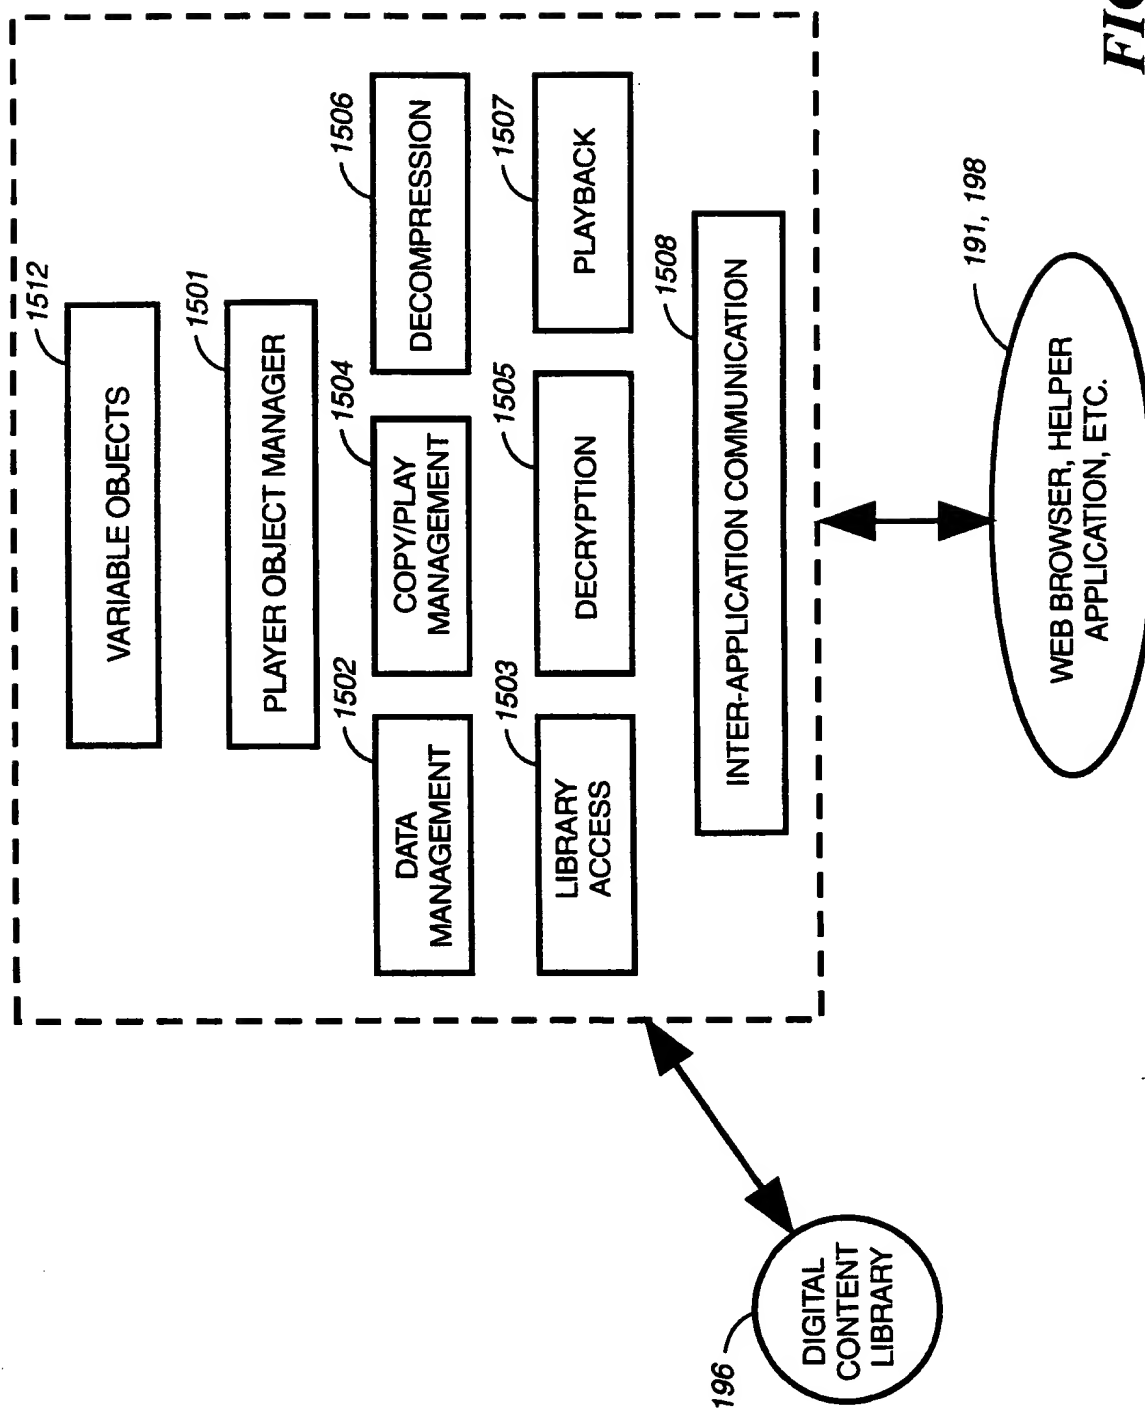 1512
VARIABLE OBJECTS
1501
PLAYER OBJECT MANAGER
1502
DATA
MANAGEMENT
1504
COPY/PLAY
MANAGEMENT
1506
DECOMPRESSION
1503
LIBRARY
ACCESS
1505
DECRYPTION
1507
PLAYBACK
1508
INTER-APPLICATION COMMUNICATION
196
DIGITAL
CONTENT
LIBRARY
191, 198
WEB BROWSER, HELPER
APPLICATION, ETC.